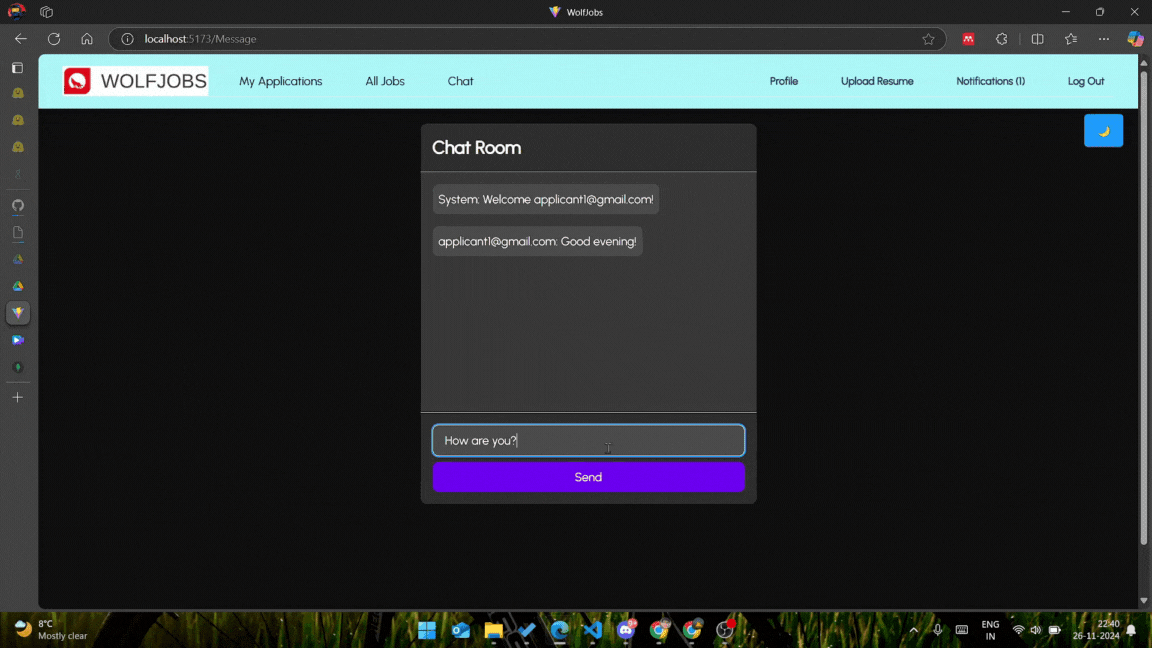 WolfJobs
localhost:5173/Message
WOLFJOBS My Applications All Jobs Chat Profile Upload Resume Notifications (1) Log Out
Chat Room
System: Welcome applicant1@gmail.com!
applicant1@gmail.com: Good evening!
How are you?
Send
8°C
Mostly clear
ENG
IN
22:40
26-11-2024